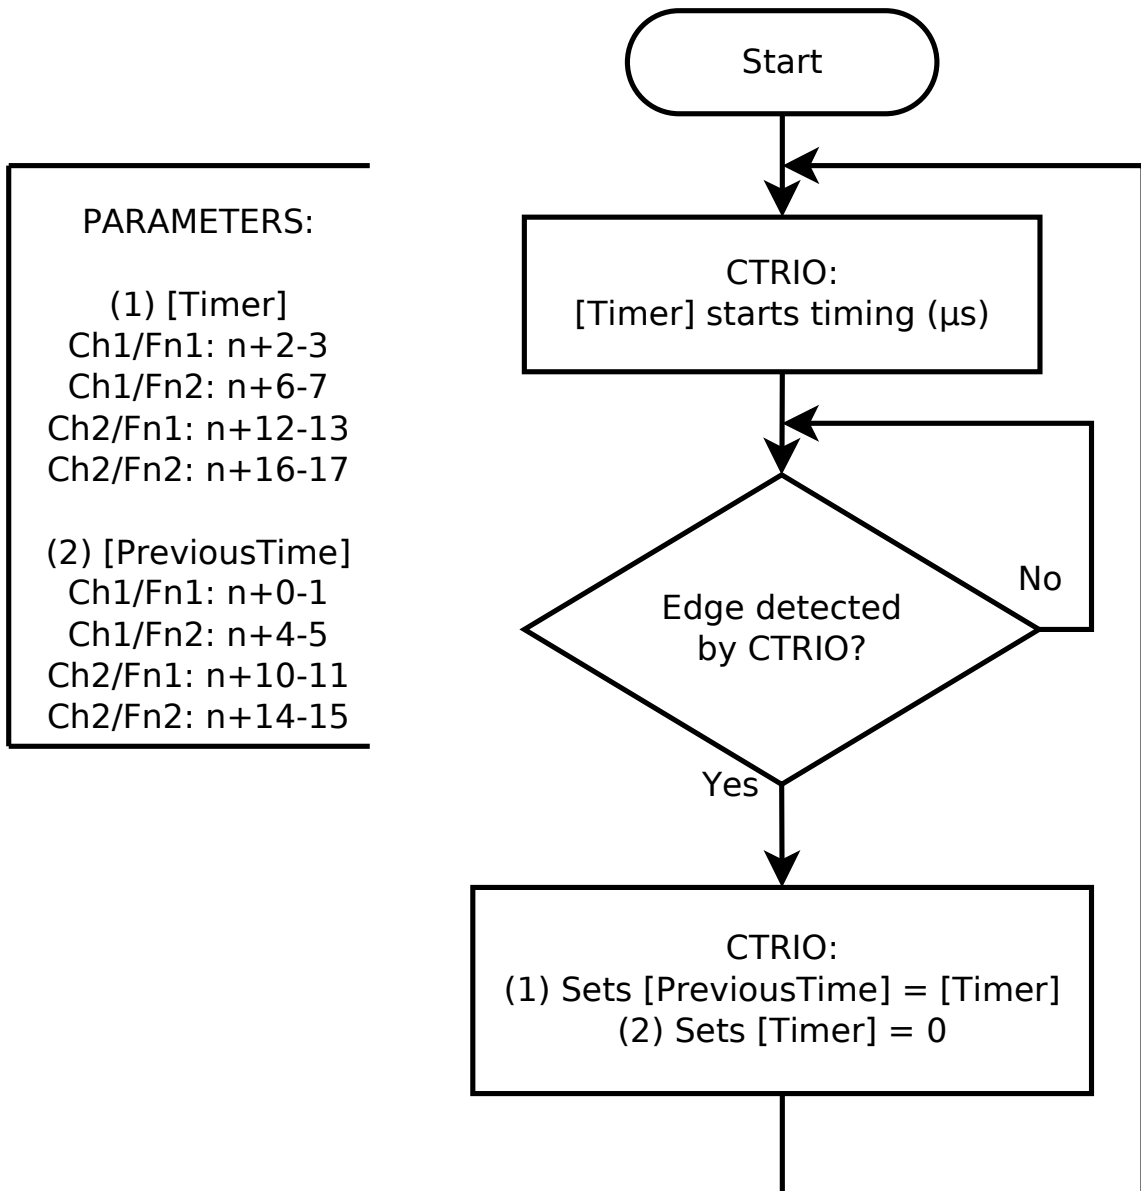 Start
PARAMETERS:
(1) [Timer]
Ch1/Fn1: n+2-3
Ch1/Fn2: n+6-7
Ch2/Fn1: n+12-13
Ch2/Fn2: n+16-17
(2) [PreviousTime]
Ch1/Fn1: n+0-1
Ch1/Fn2: n+4-5
Ch2/Fn1: n+10-11
Ch2/Fn2: n+14-15
CTRIO:
[Timer] starts timing (μs)
Edge detected
by CTRIO?
No
Yes
CTRIO:
(1) Sets [PreviousTime] = [Timer]
(2) Sets [Timer] = 0